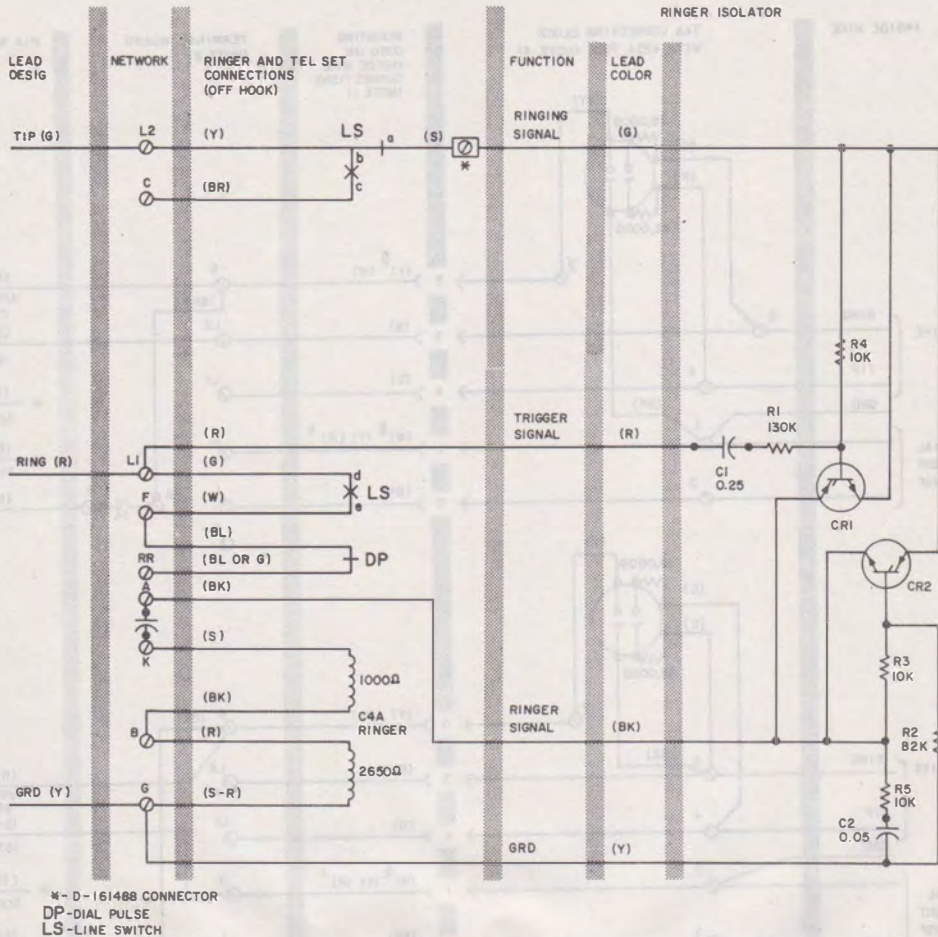 RINGER ISOLATOR
LEAD DESIG
NETWORK
RINGER AND TEL SET
CONNECTIONS
(OFF HOOK)
FUNCTION
LEAD
COLOR
TIP (G)
L2
(Y)
LS
a
(S)
*
RINGING
SIGNAL
(G)
b
c
C
(BR)
R4
10K
TRIGGER
SIGNAL
(R)
R1
130K
C1
0.25
CR1
(R)
RING (R)
L1
(G)
d
LS
e
F
(W)
(BL)
DP
RR
(BL OR G)
A
(BK)
CR2
K
(S)
1000Ω
R3
10K
(BK)
C4A
RINGER
RINGER
SIGNAL
(BK)
B
(R)
R2
82K
2650Ω
R5
10K
GRD (Y)
G
(S-R)
C2
0.05
GRD
(Y)
*- D-161488 CONNECTOR
DP-DIAL PULSE
LS-LINE SWITCH